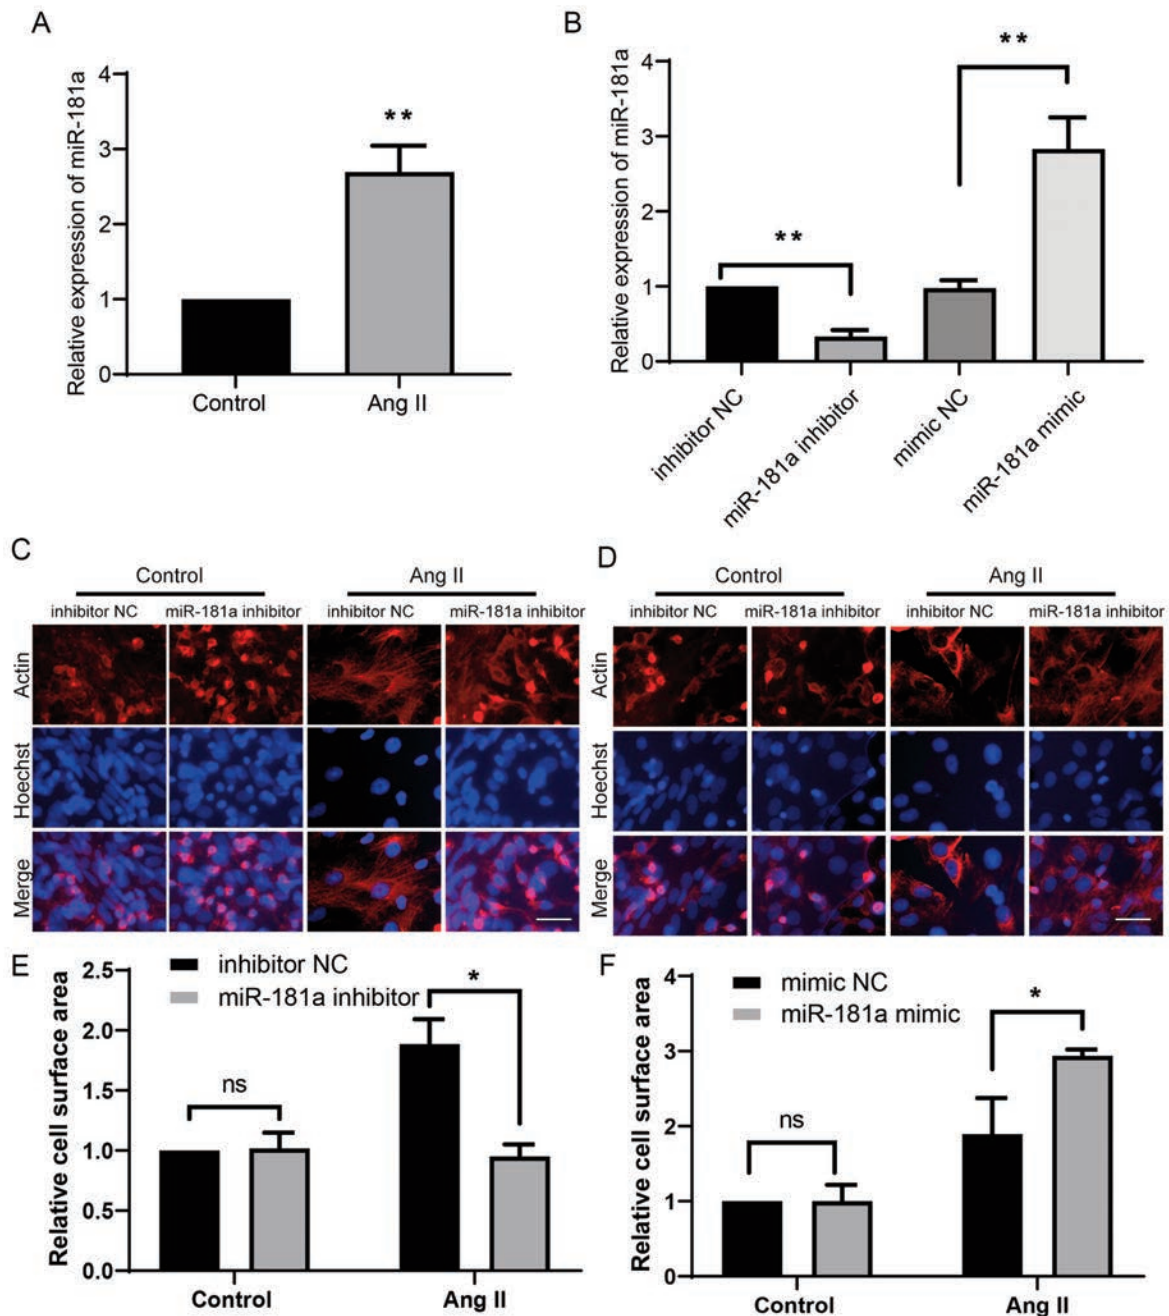 A
Relative expression of miR-181a
4
3
2
1
0
**
Control
Ang II
B
Relative expression of miR-181a
4
3
2
1
0
**
**
inhibitor NC
miR-181a inhibitor
mimic NC
miR-181a mimic
C
Control
Ang II
inhibitor NC
miR-181a inhibitor
inhibitor NC
miR-181a inhibitor
Actin
Hoechst
Merge
D
Control
Ang II
inhibitor NC
miR-181a inhibitor
inhibitor NC
miR-181a inhibitor
Actin
Hoechst
Merge
E
Relative cell surface area
2.5
2.0
1.5
1.0
0.5
0.0
inhibitor NC
miR-181a inhibitor
ns
*
Control
Ang II
F
Relative cell surface area
4
3
2
1
0
mimic NC
miR-181a mimic
ns
*
Control
Ang II